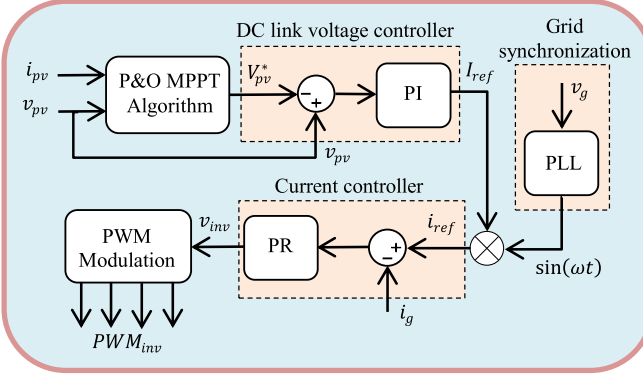 DC link voltage controller
Grid
synchronization
i_pv
v_pv
P&O MPPT
Algorithm
V*_pv
−
+
PI
I_ref
v_g
PLL
v_pv
Current controller
PWM
Modulation
v_inv
PR
−
+
i_ref
sin(ωt)
i_g
PWM_inv